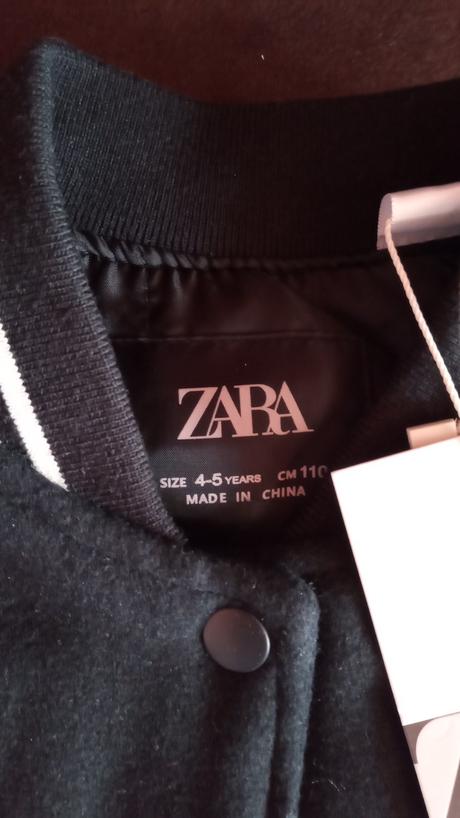 ZARA
SIZE 4-5 YEARS CM 110
MADE IN CHINA